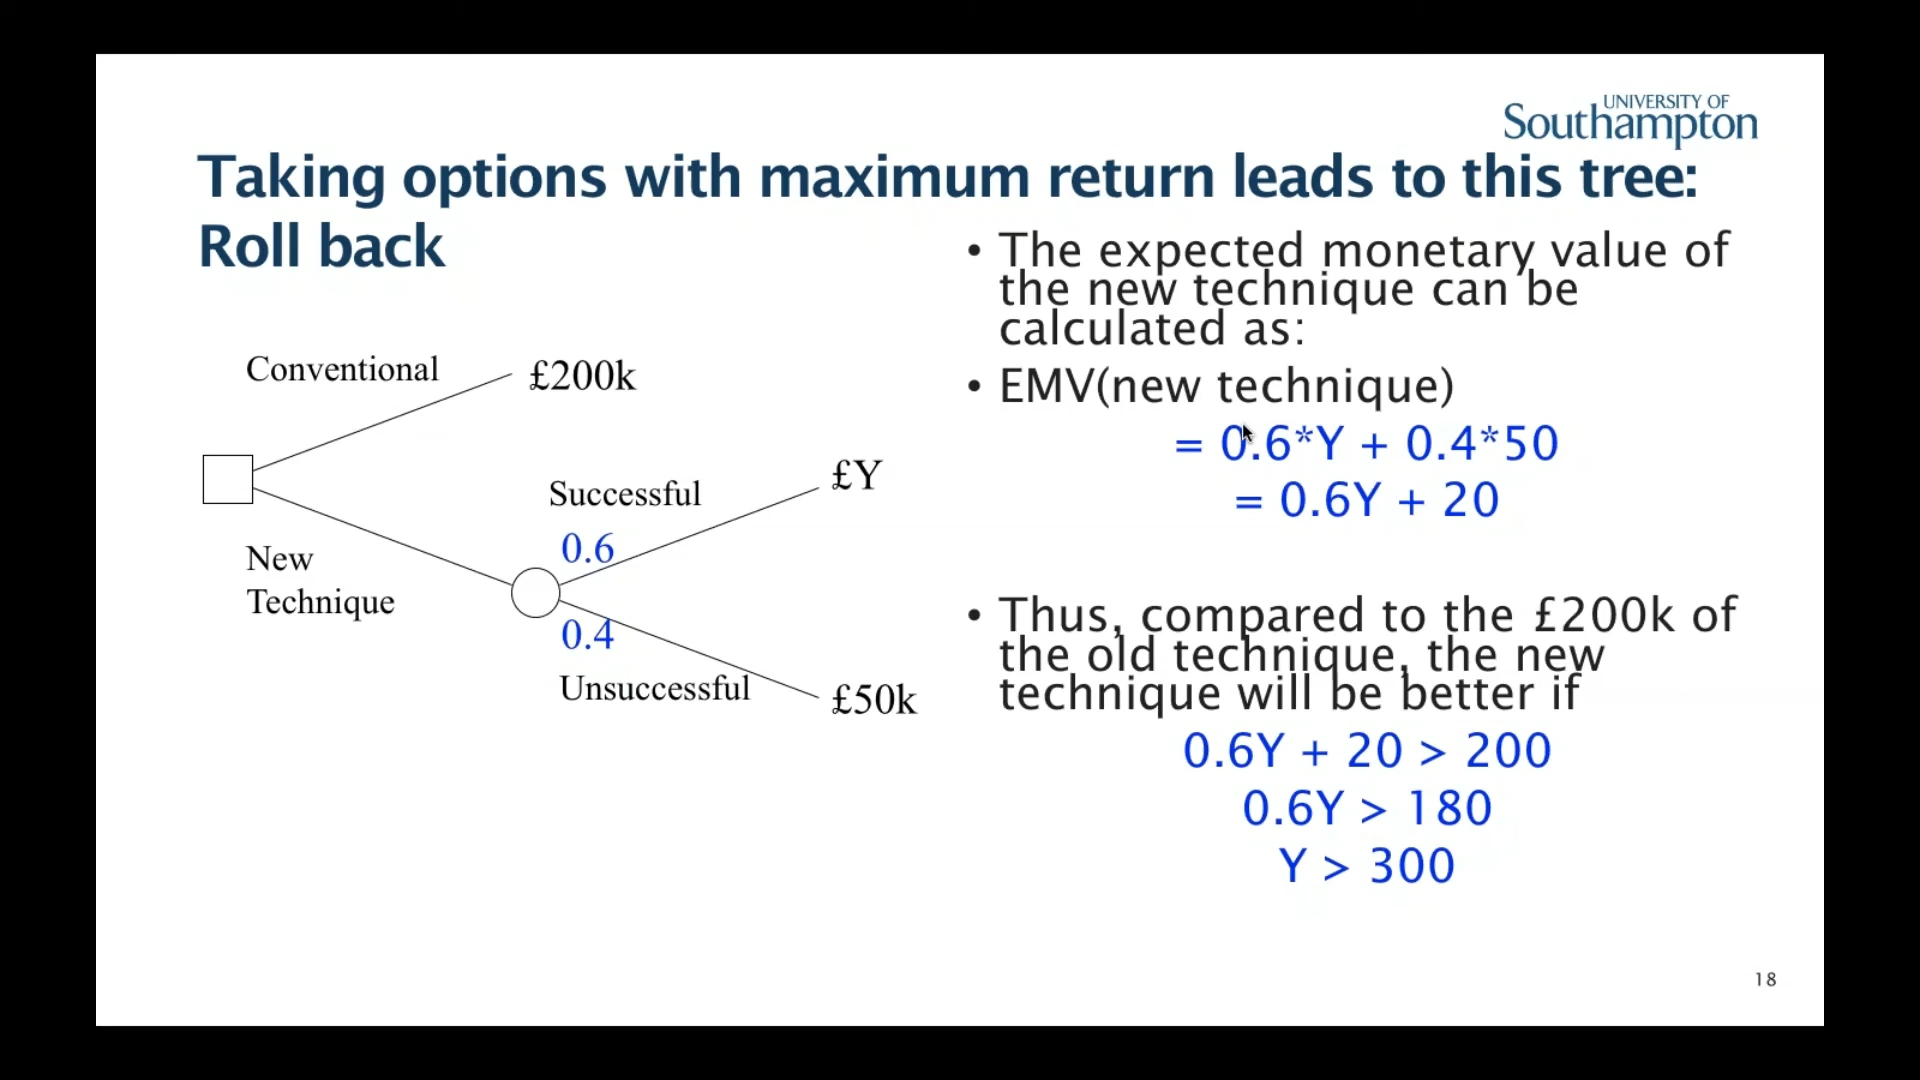 UNIVERSITY OF
Southampton
Taking options with maximum return leads to this tree:
Roll back
Conventional
£200k
Successful
£Y
0.6
New
Technique
0.4
Unsuccessful
£50k
• The expected monetary value of
the new technique can be
calculated as:
• EMV(new technique)
= 0.6*Y + 0.4*50
= 0.6Y + 20
• Thus, compared to the £200k of
the old technique, the new
technique will be better if
0.6Y + 20 > 200
0.6Y > 180
Y > 300
18